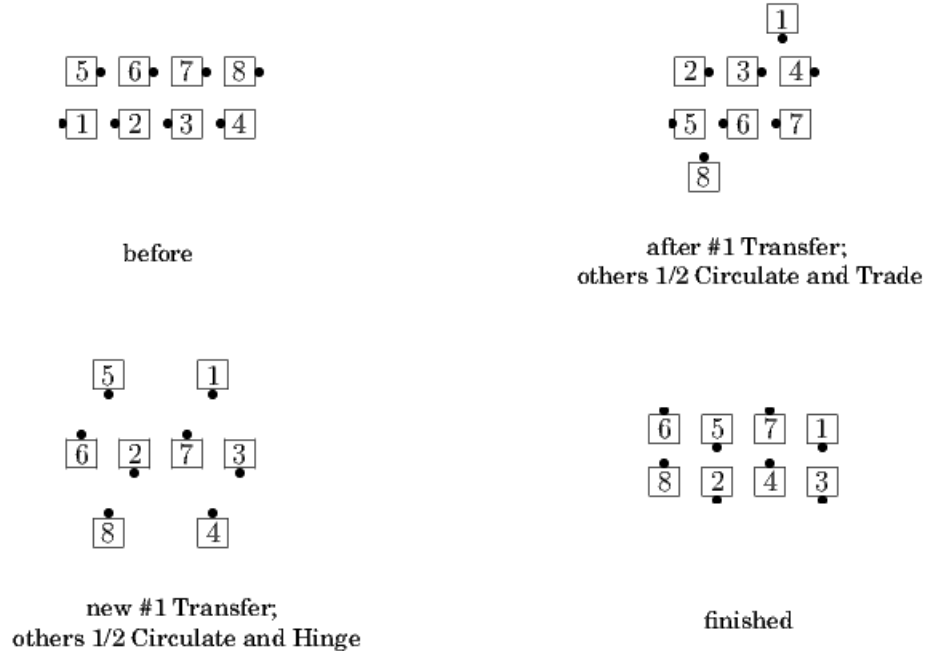 1
5 6 7 8
2 3 4
1 2 3 4
5 6 7
8
before
after #1 Transfer;
others 1/2 Circulate and Trade
5 1
6 2 7 3
8 4
6 5 7 1
8 2 4 3
new #1 Transfer;
others 1/2 Circulate and Hinge
finished